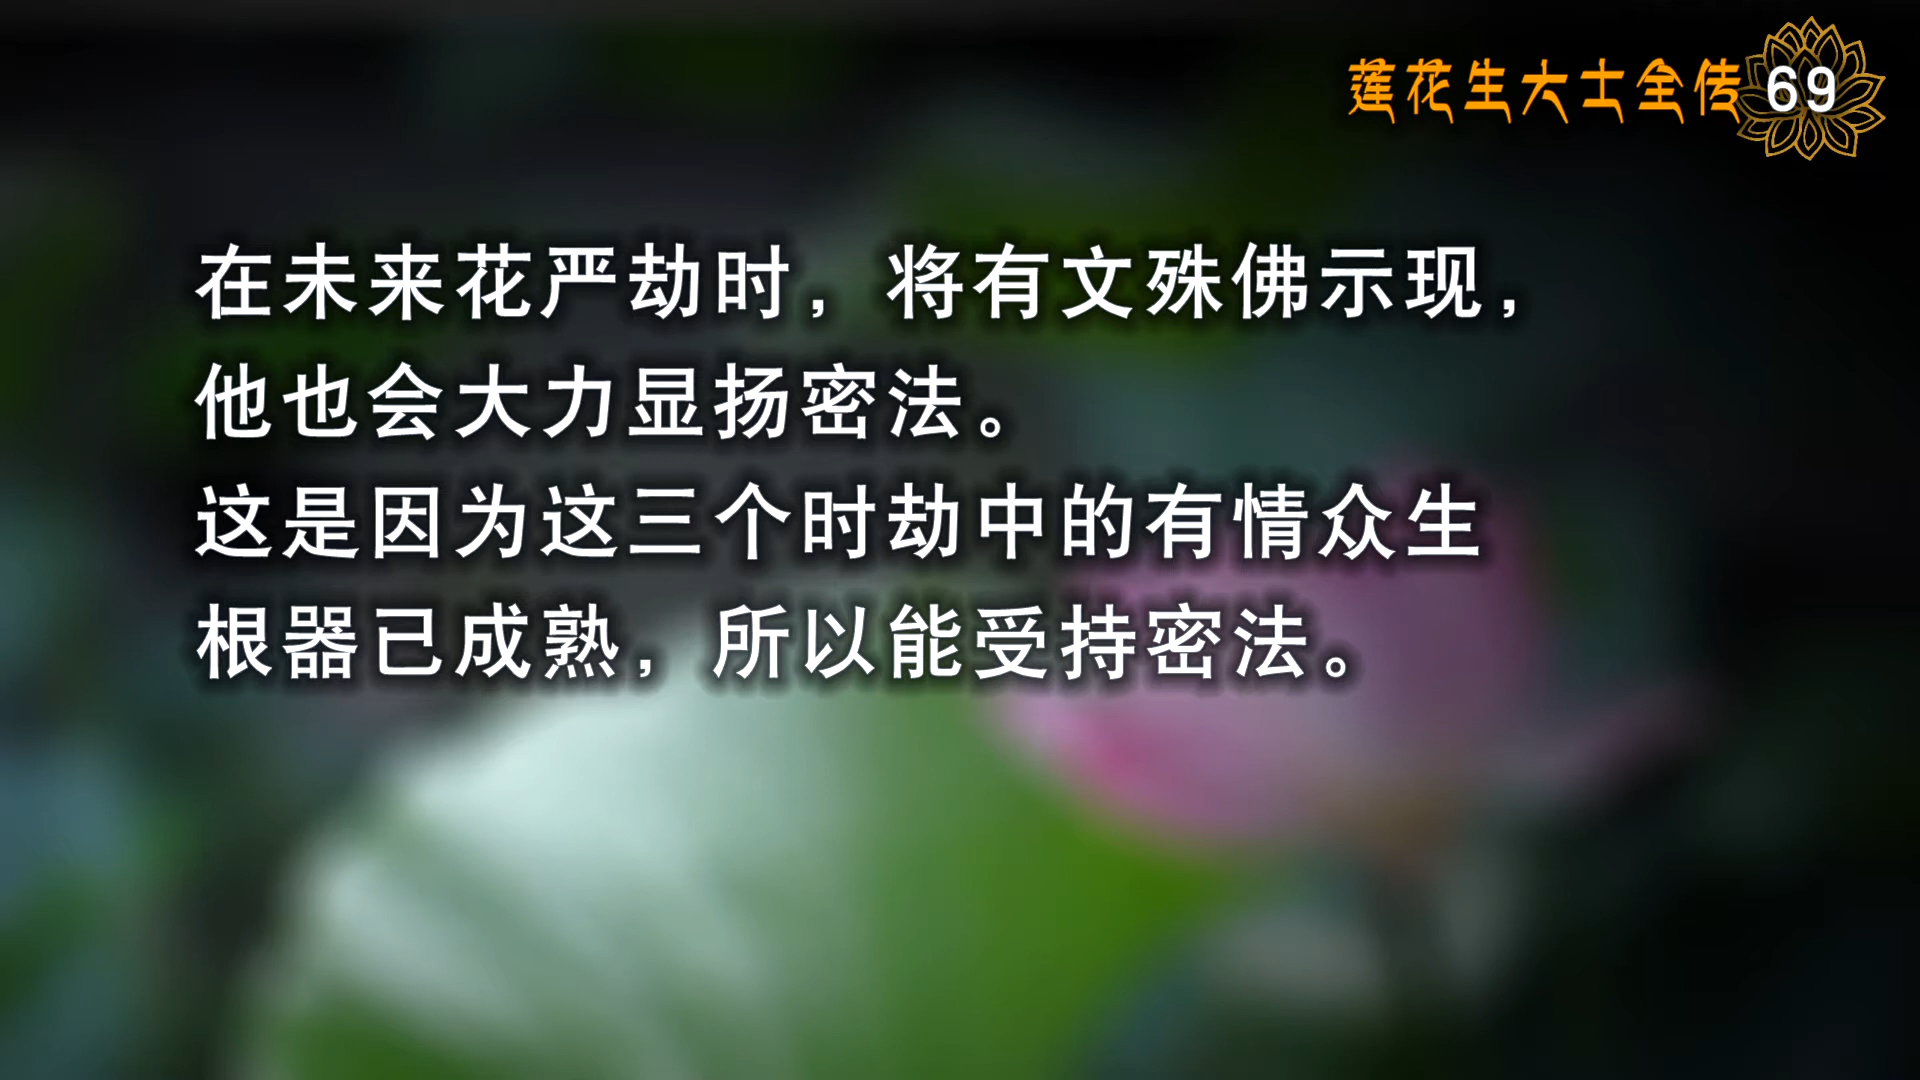 莲花生大士全传 69
在未来花严劫时，将有文殊佛示现，
他也会大力显扬密法。
这是因为这三个时劫中的有情众生
根器已成熟，所以能受持密法。